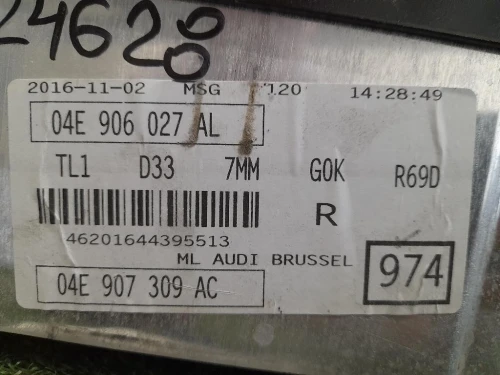 24628
2016-11-02 MSG J20 14:28:49
04E 906 027 AL
TL1 D33 7MM G0K R69D
R
46201644395513
ML AUDI BRUSSEL
974
04E 907 309 AC